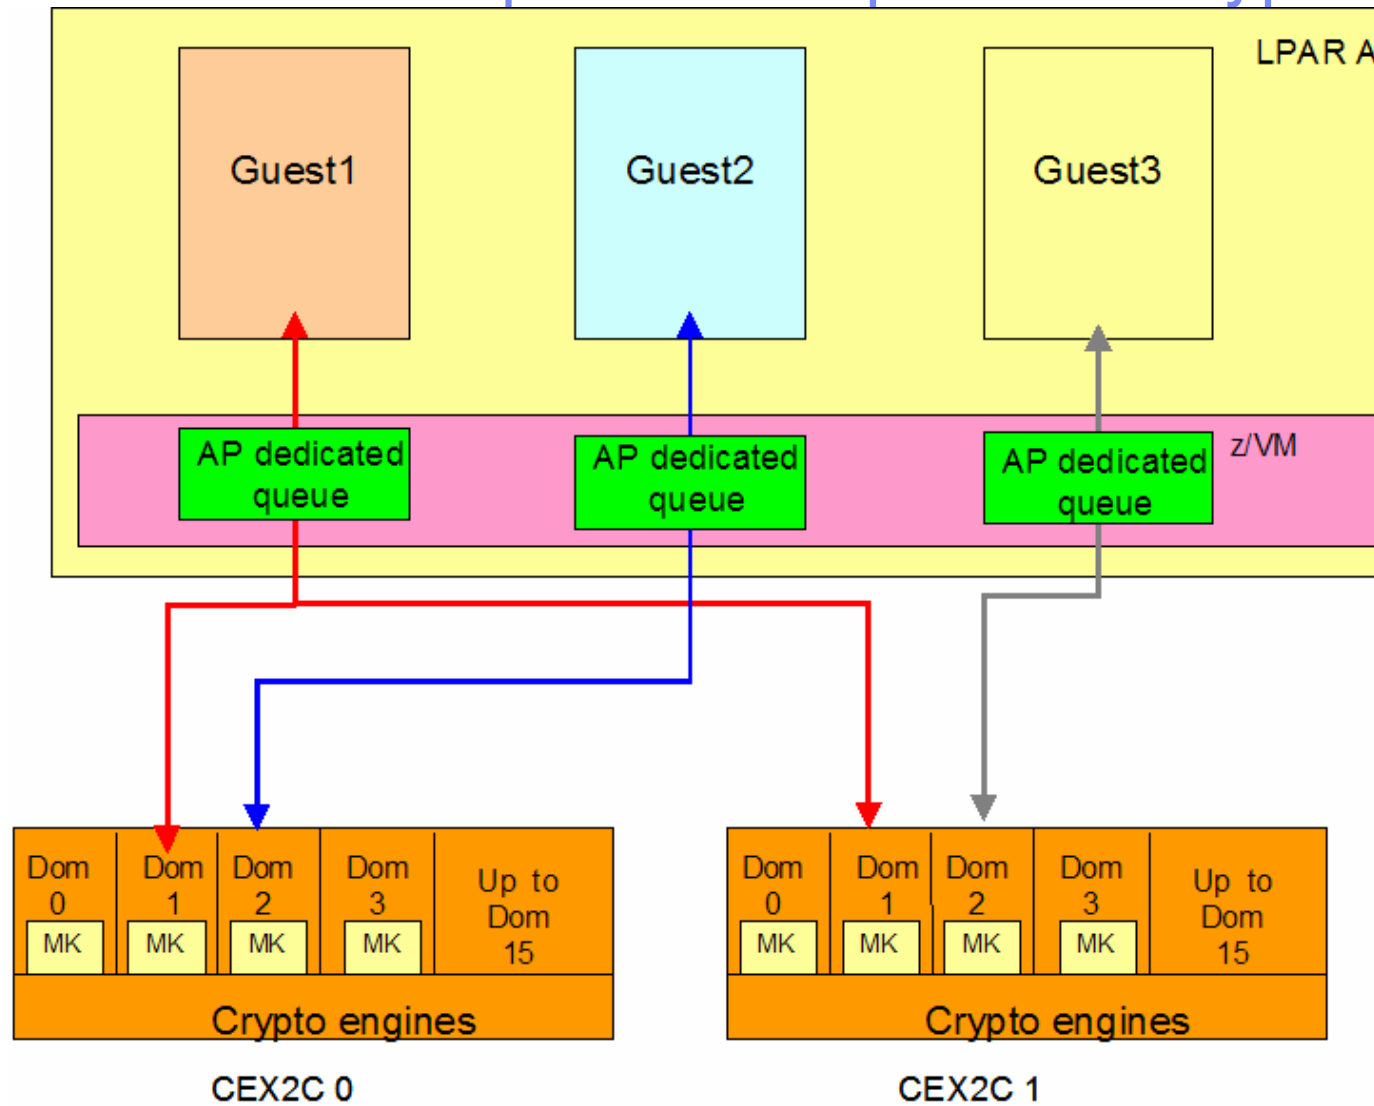 LPAR A
Guest1
Guest2
Guest3
AP dedicated
queue
AP dedicated
queue
AP dedicated
queue
z/VM
Dom
0
MK
Dom
1
MK
Dom
2
MK
Dom
3
MK
Up to
Dom
15
Crypto engines
CEX2C 0
Dom
0
MK
Dom
1
MK
Dom
2
MK
Dom
3
MK
Up to
Dom
15
Crypto engines
CEX2C 1